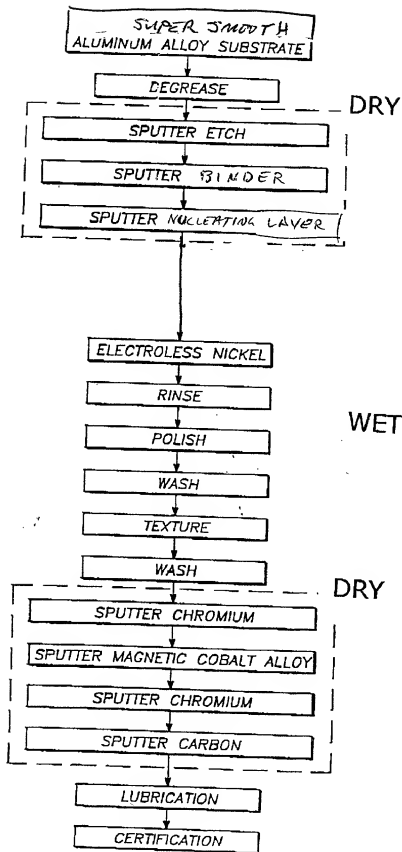 SUPER SMOOTH
ALUMINUM ALLOY SUBSTRATE
DEGREASE
DRY
SPUTTER ETCH
SPUTTER BINDER
SPUTTER NUCLEATING LAYER
ELECTROLESS NICKEL
RINSE
WET
POLISH
WASH
TEXTURE
WASH
DRY
SPUTTER CHROMIUM
SPUTTER MAGNETIC COBALT ALLOY
SPUTTER CHROMIUM
SPUTTER CARBON
LUBRICATION
CERTIFICATION